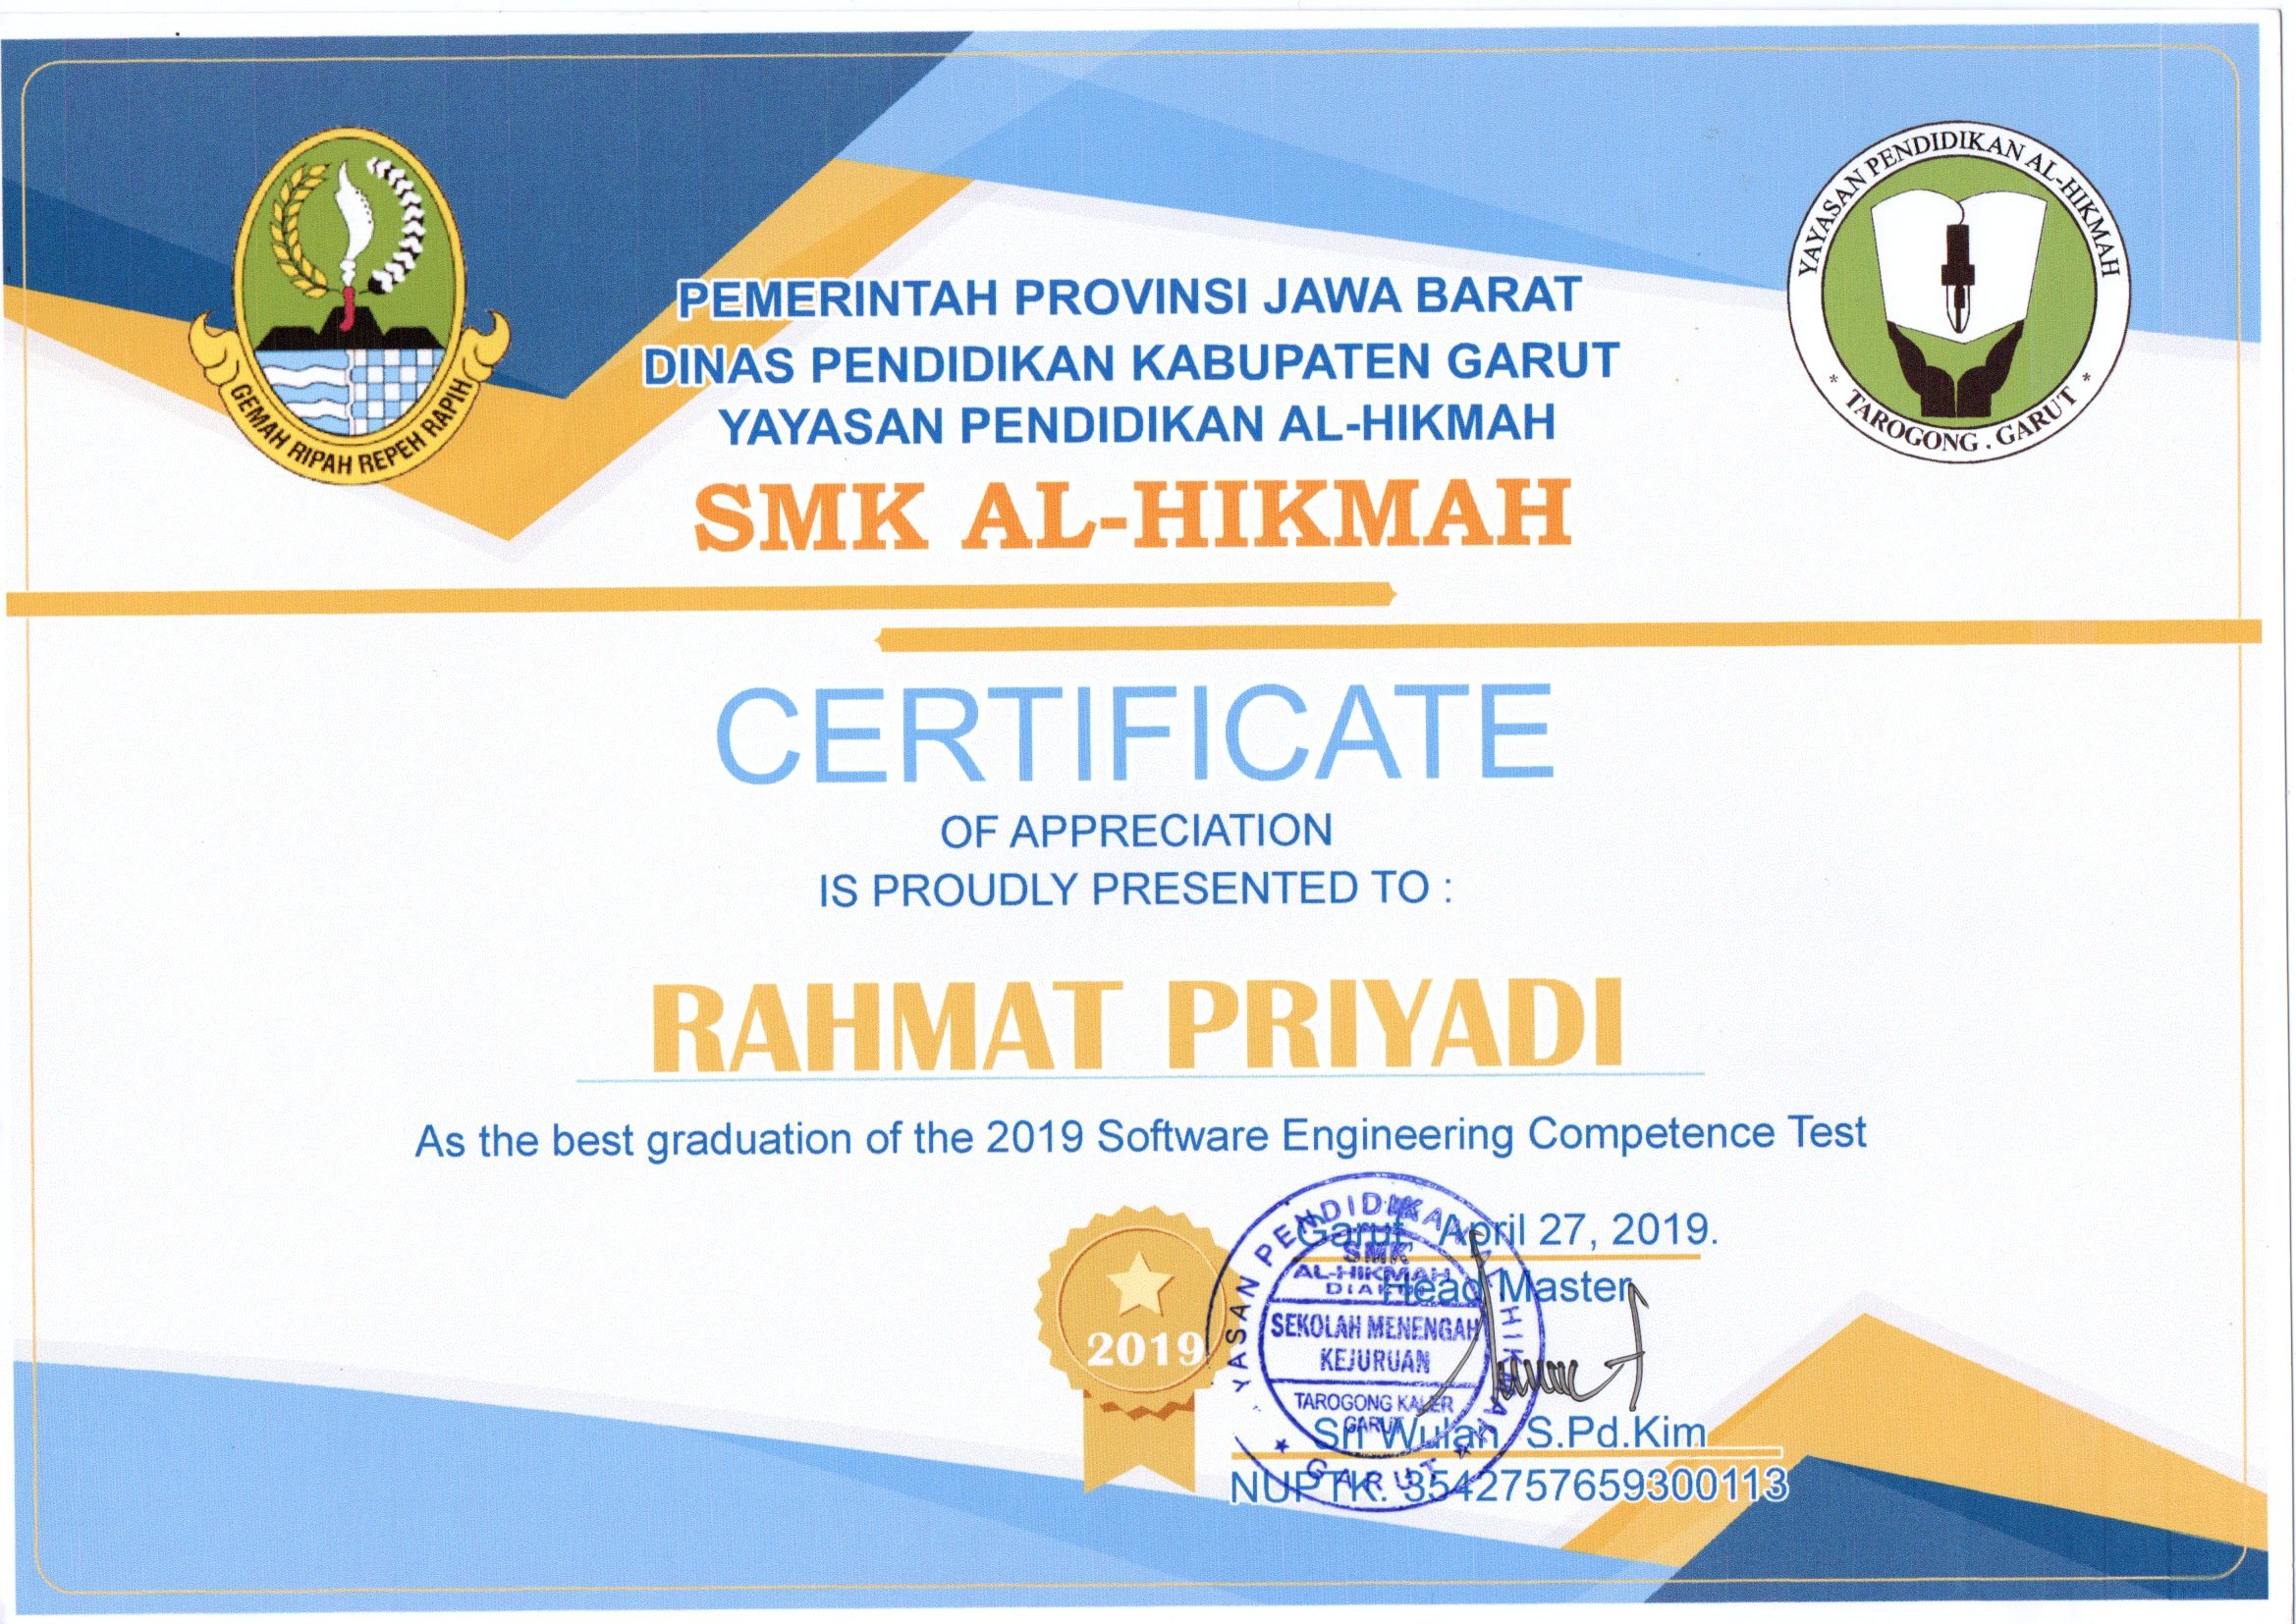 GEMAH RIPAH REPEH RAPIH
YAYASAN PENDIDIKAN AL-HIKMAH
* TAROGONG . GARUT *
PEMERINTAH PROVINSI JAWA BARAT
DINAS PENDIDIKAN KABUPATEN GARUT
YAYASAN PENDIDIKAN AL-HIKMAH
SMK AL-HIKMAH
CERTIFICATE
OF APPRECIATION
IS PROUDLY PRESENTED TO :
RAHMAT PRIYADI
As the best graduation of the 2019 Software Engineering Competence Test
2019
Garut, April 27, 2019.
Head Master
YASAN PENDIDIKAN AL HIKMAH
SMK
AL-HIKMAH
SEKOLAH MENENGAH
KEJURUAN
TAROGONG KALER
GARUT
GARUT
Sri Wulan, S.Pd.Kim
NUPTK. 3542757659300113